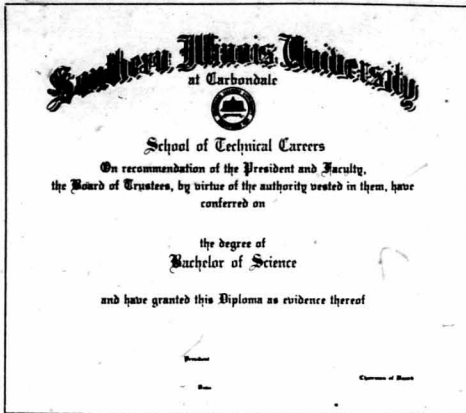 Southern Illinois University
at Carbondale
School of Technical Careers
On recommendation of the President and Faculty,
the Board of Trustees, by virtue of the authority vested in them, have
conferred on
the degree of
Bachelor of Science
and have granted this Diploma as evidence thereof
President
Chairman of Board